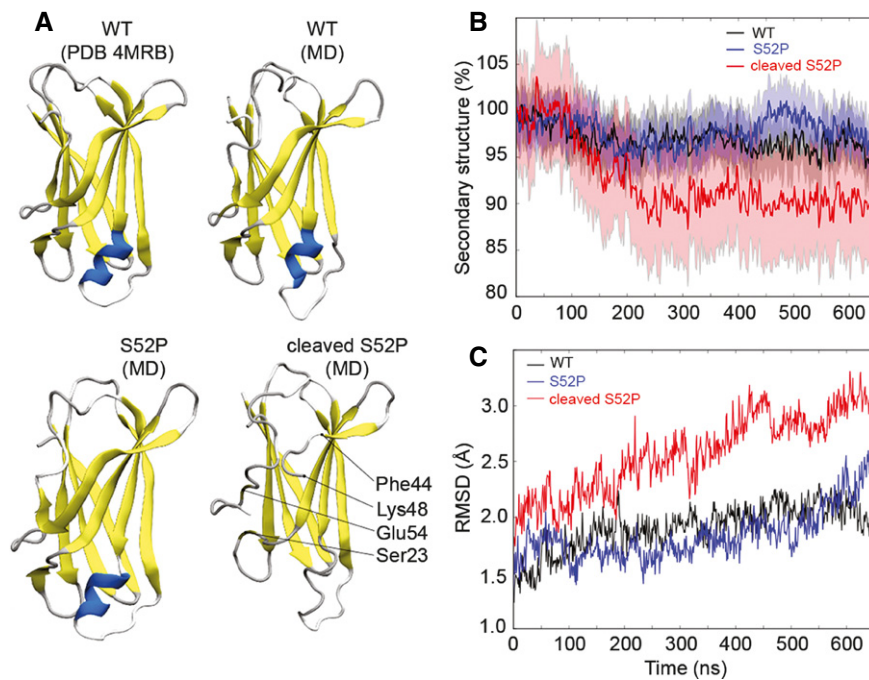 A
WT
(PDB 4MRB)
WT
(MD)
S52P
(MD)
cleaved S52P
(MD)
Phe44
Lys48
Glu54
Ser23
B
WT
S52P
cleaved S52P
Secondary structure (%)
105
100
95
90
85
80
0 100 200 300 400 500 600
C
WT
S52P
cleaved S52P
RMSD (Å)
3.0
2.5
2.0
1.5
1.0
0 100 200 300 400 500 600
Time (ns)